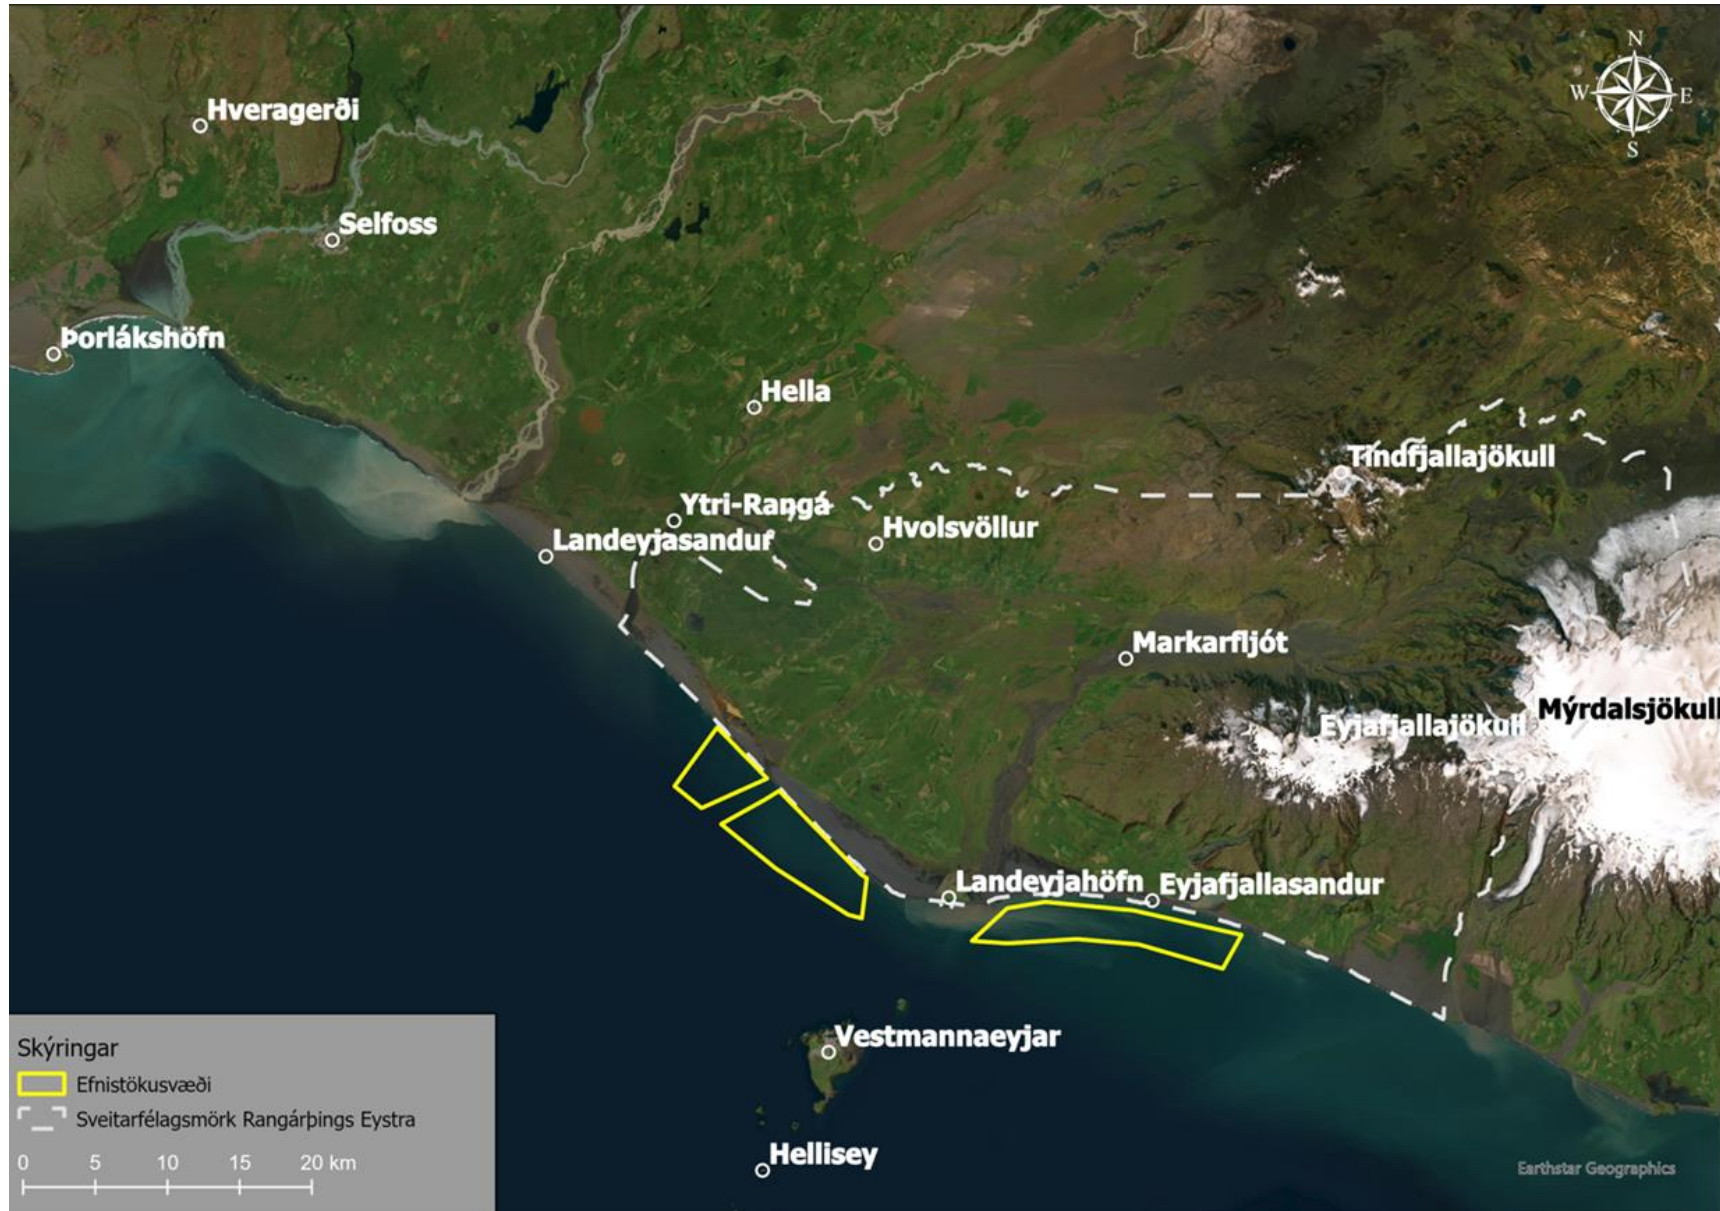 N
W
E
S
Hveragerði
Selfoss
Þorlákshöfn
Hella
Tindfjallajökull
Ytri-Rangá
Hvolsvöllur
Landeyjasandur
Markarfljót
Mýrdalsjökull
Eyjafjallajökull
Landeyjahöfn
Eyjafjallasandur
Vestmannaeyjar
Hellisey
Skýringar
Efnistökusvæði
Sveitarfélagsmörk Rangárþings Eystra
0 5 10 15 20 km
Earthstar Geographics